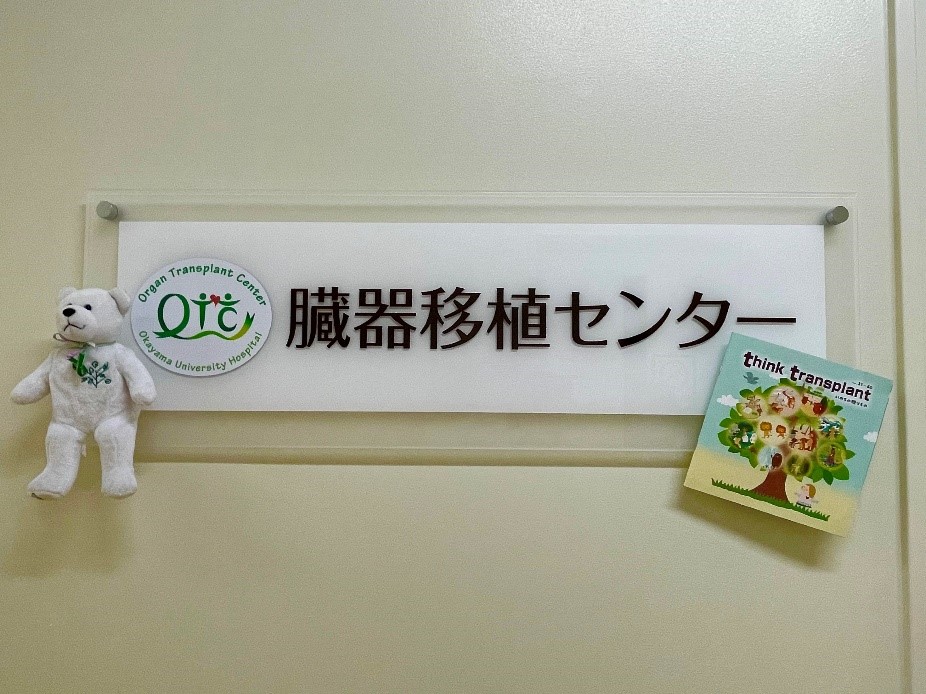 Organ Transplant Center
OTC
Okayama University Hospital
臓器移植センター
think transplant